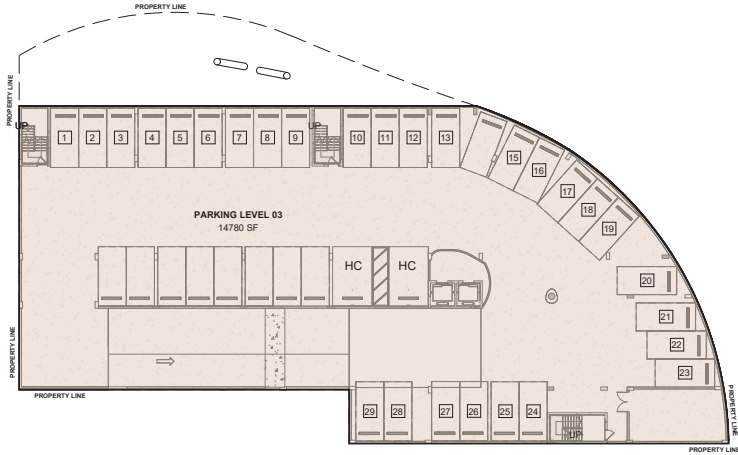 PROPERTY LINE
PROPERTY LINE
UP
1
2
3
4
5
6
7
8
9
UP
10
11
12
13
15
16
17
18
19
PARKING LEVEL 03
14780 SF
HC
HC
20
21
22
23
PROPERTY LINE
PROPERTY LINE
29
28
27
26
25
24
UP
PROPERTY LINE
PROPERTY LINE